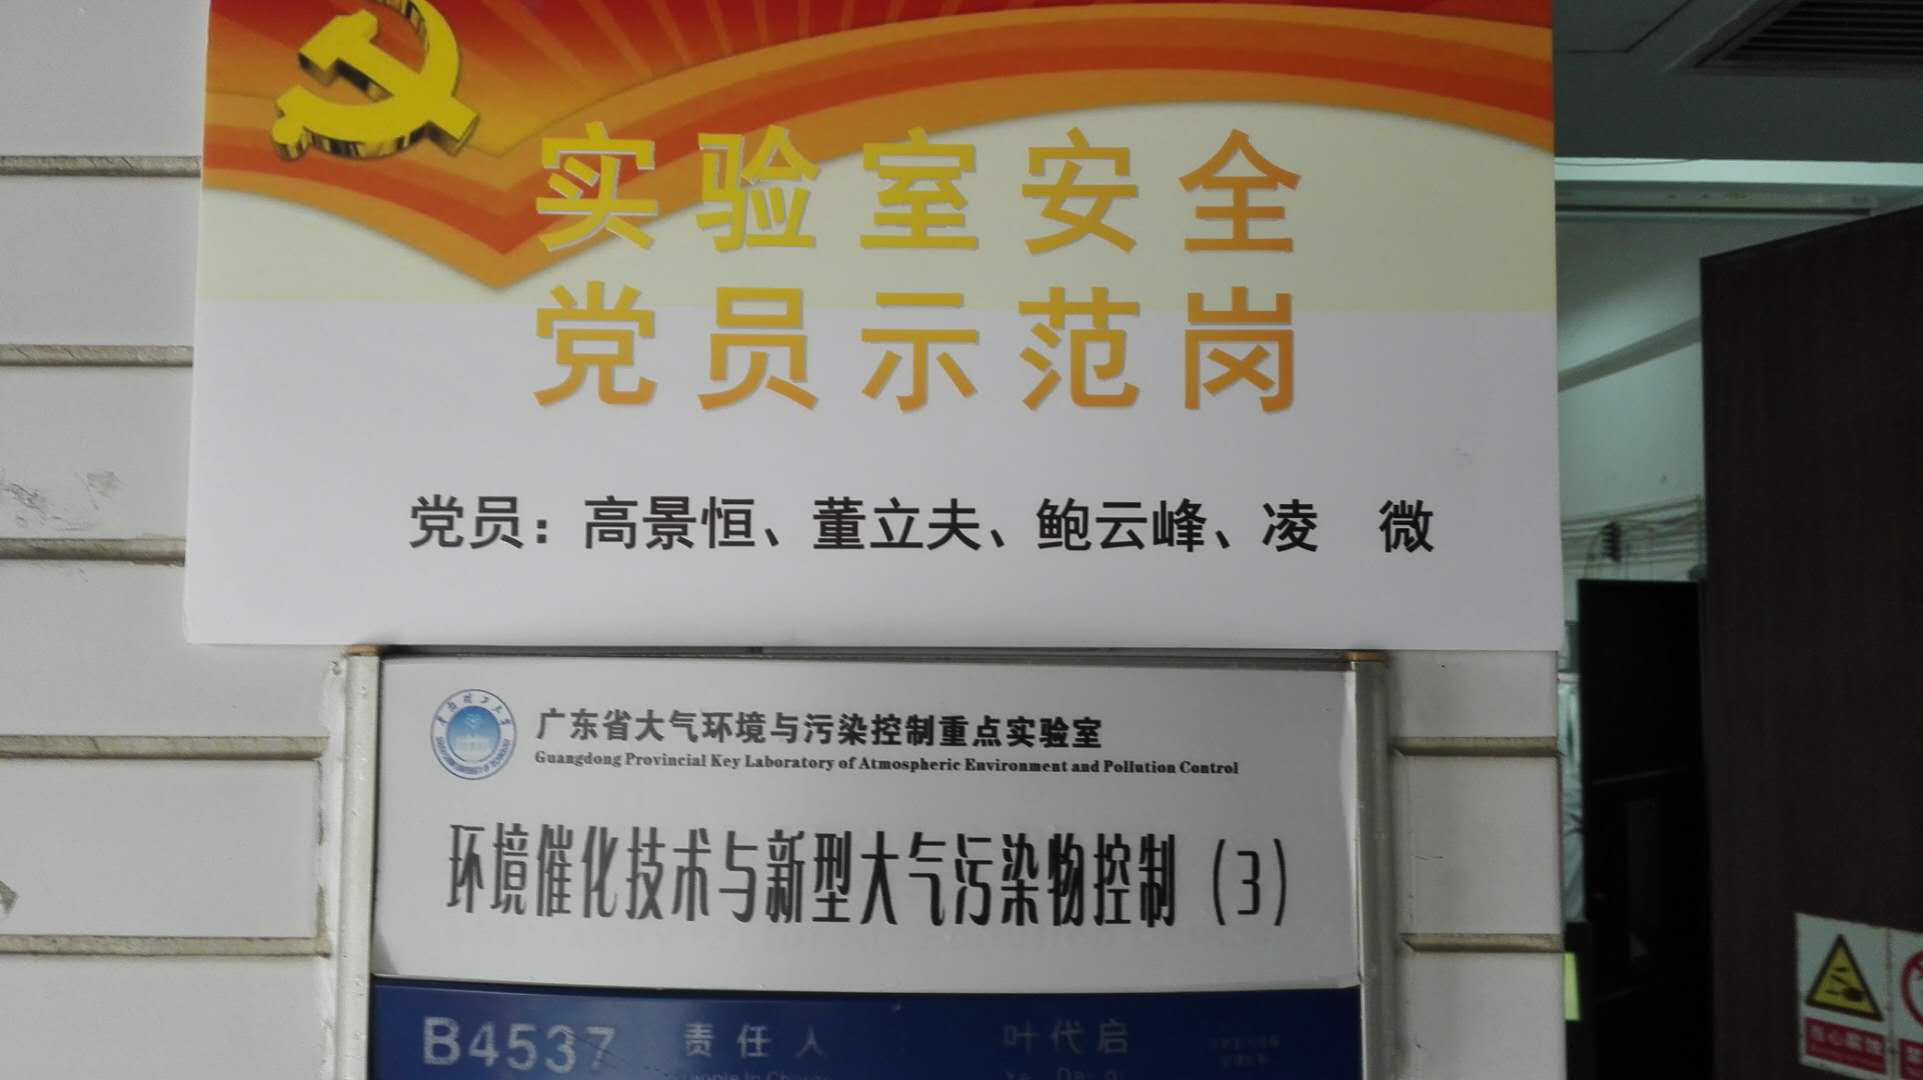 实验室安全
党员示范岗
党员：高景恒、董立夫、鲍云峰、凌　微
广东省大气环境与污染控制重点实验室
Guangdong Provincial Key Laboratory of Atmospheric Environment and Pollution Control
环境催化技术与新型大气污染物控制（3）
B4537 责任人 叶代启